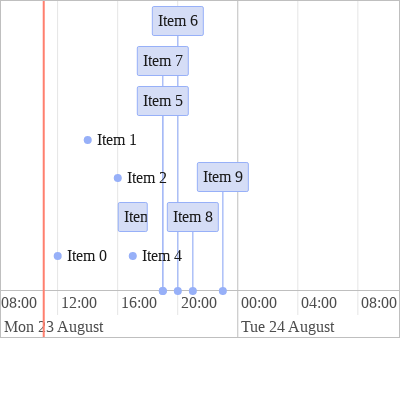 Item 6
Item 7
Item 5
Item 1
Item 2
Item 9
Iten
Item 8
Item 0
Item 4
08:00 12:00 16:00 20:00 00:00 04:00 08:00
Mon 23 August Tue 24 August